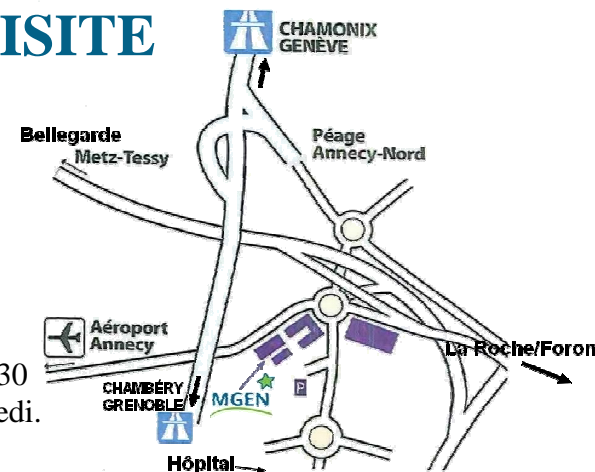 ISITE
CHAMONIX
GENÈVE
Bellegarde
Metz-Tessy
Péage
Annecy-Nord
Aéroport
Annecy
La Roche/Foron
30
CHAMBÉRY
GRENOBLE
MGEN
P
edi.
Hôpital